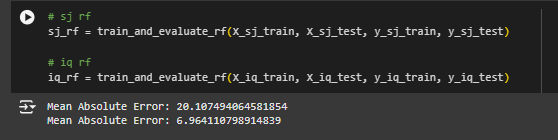 # sj rf
sj_rf = train_and_evaluate_rf(X_sj_train, X_sj_test, y_sj_train, y_sj_test)
# iq rf
iq_rf = train_and_evaluate_rf(X_iq_train, X_iq_test, y_iq_train, y_iq_test)
Mean Absolute Error: 20.107494064581854
Mean Absolute Error: 6.964110798914839